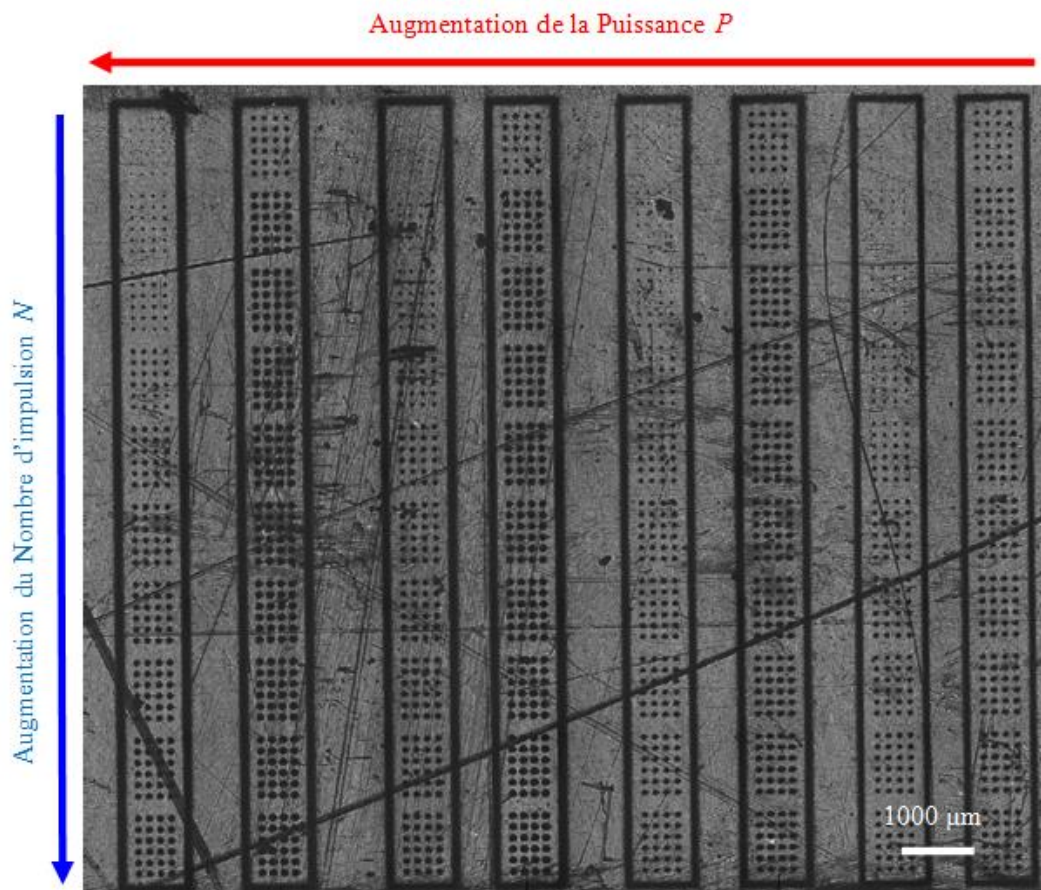 Augmentation de la Puissance P
Augmentation du Nombre d'impulsion N
1000 µm